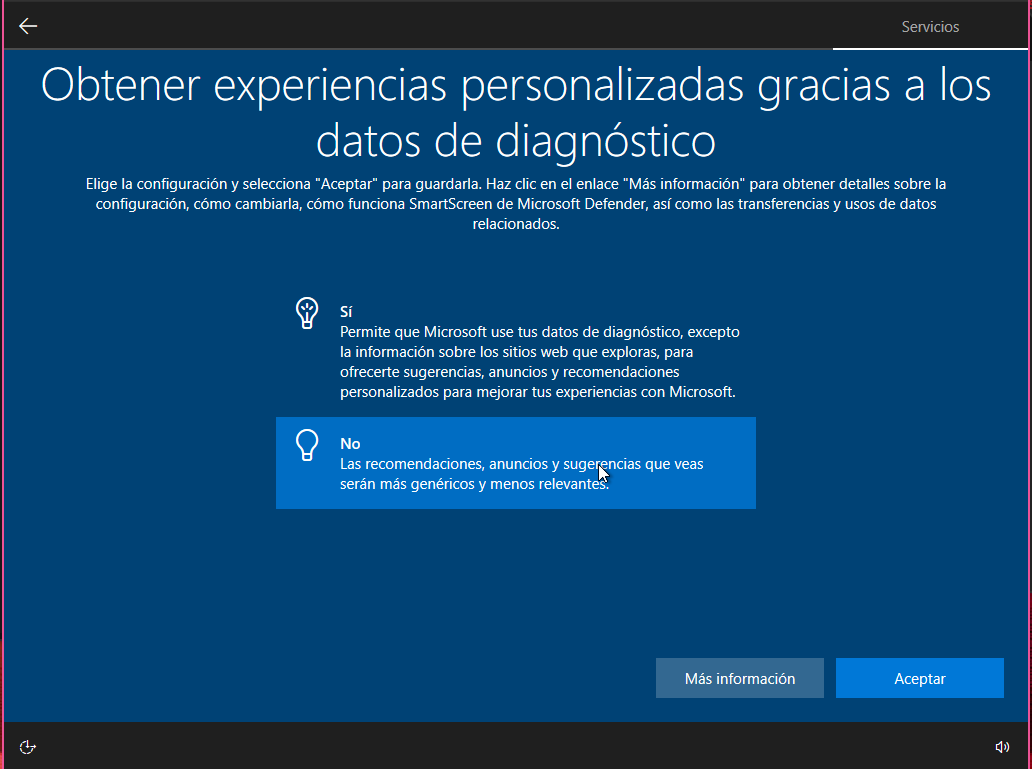 Servicios
Obtener experiencias personalizadas gracias a los
datos de diagnóstico
Elige la configuración y selecciona "Aceptar" para guardarla. Haz clic en el enlace "Más información" para obtener detalles sobre la
configuración, cómo cambiarla, cómo funciona SmartScreen de Microsoft Defender, así como las transferencias y usos de datos
relacionados.
Sí
Permite que Microsoft use tus datos de diagnóstico, excepto
la información sobre los sitios web que exploras, para
ofrecerte sugerencias, anuncios y recomendaciones
personalizados para mejorar tus experiencias con Microsoft.
No
Las recomendaciones, anuncios y sugerencias que veas
serán más genéricos y menos relevantes.
Más información
Aceptar